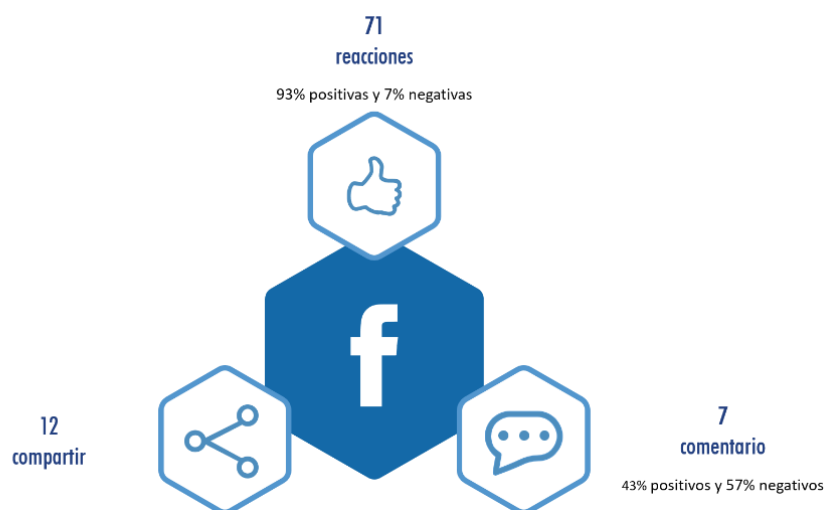 71
reacciones
93% positivas y 7% negativas
f
12
compartir
7
comentario
43% positivos y 57% negativos